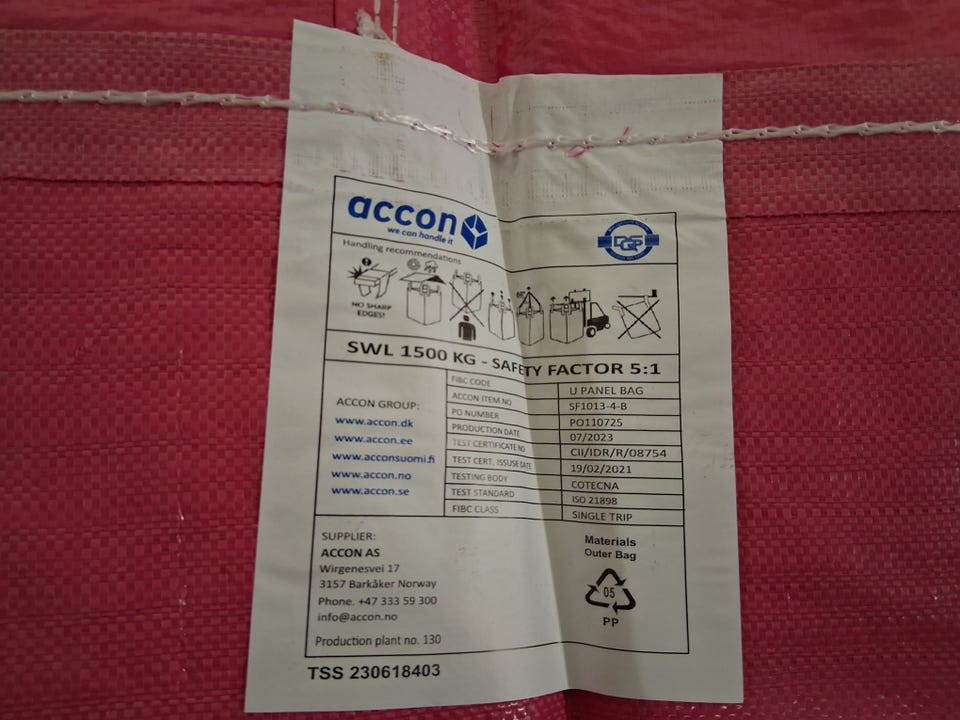 accon
we can handle it
DQS
Handling recommendations
NO SHARP
EDGES!
SWL 1500 KG - SAFETY FACTOR 5:1
ACCON GROUP:
www.accon.dk
www.accon.ee
www.acconsuomi.fi
www.accon.no
www.accon.se
FIBC CODE U PANEL BAG
ACCON ITEM NO SF1013-4-B
PO NUMBER PO110725
PRODUCTION DATE 07/2023
TEST CERTIFICATE NO CII/IDR/R/08754
TEST CERT. ISSUSE DATE 19/02/2021
TESTING BODY COTECNA
TEST STANDARD ISO 21898
FIBC CLASS SINGLE TRIP
SUPPLIER:
ACCON AS
Wirgenesvei 17
3157 Barkåker Norway
Phone. +47 333 59 300
info@accon.no
Production plant no. 130
Materials
Outer Bag
05
PP
TSS 230618403